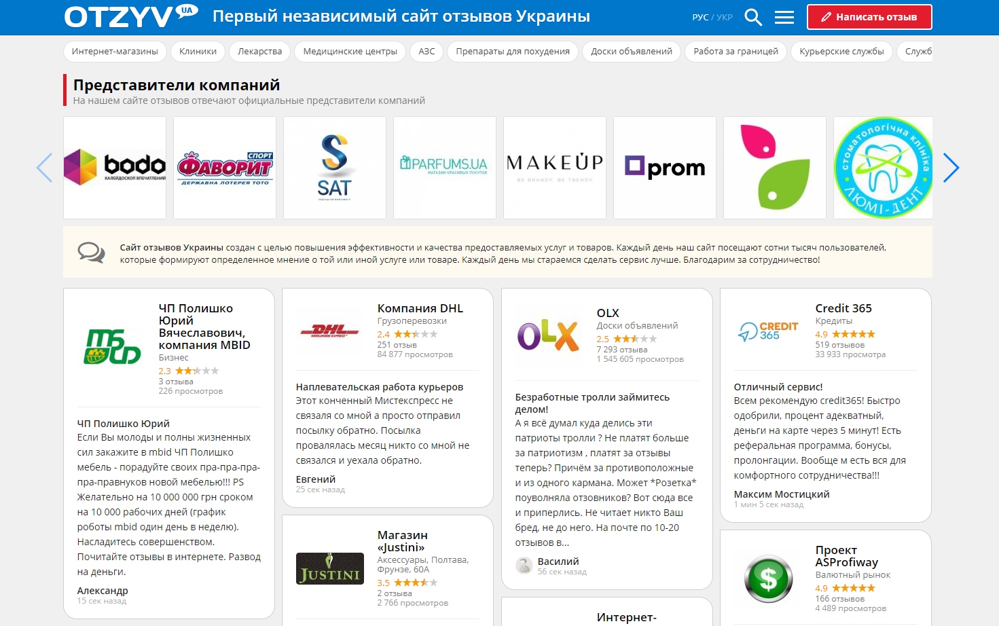 OTZYV UA
Первый независимый сайт отзывов Украины
РУС / УКР
Написать отзыв
Интернет-магазины
Клиники
Лекарства
Медицинские центры
АЗС
Препараты для похудения
Доски объявлений
Работа за границей
Курьерские службы
Служб
Представители компаний
На нашем сайте отзывов отвечают официальные представители компаний
bodo
КАЛЕЙДОСКОП ВПЕЧАТЛЕНИЙ
СПОРТ
ФАВОРИТ
ДЕРЖАВНА ЛОТЕРЕЯ ТОТО
SAT
PARFUMS.UA
МАГАЗИН КРАСИВЫХ ПОКУПОК
MAKEUP
BE BRANDY. BE TRENDY.
prom
СТОМАТОЛОГІЧНА КЛІНІКА
ЛЮМІ-ДЕНТ
Сайт отзывов Украины создан с целью повышения эффективности и качества предоставляемых услуг и товаров. Каждый день наш сайт посещают сотни тысяч пользователей,
которые формируют определенное мнение о той или иной услуге или товаре. Каждый день мы стараемся сделать сервис лучше. Благодарим за сотрудничество!
ЧП Полишко
Юрий
Вячеславович,
компания MBID
Бизнес
2.3
3 отзыва
226 просмотров
ЧП Полишко Юрий
Если Вы молоды и полны жизненных
сил закажите в mbid ЧП Полишко
мебель - порадуйте своих пра-пра-пра-
пра-правнуков новой мебелью!!! PS
Желательно на 10 000 000 грн сроком
на 10 000 рабочих дней (график
роботы mbid один день в неделю).
Насладитесь совершенством.
Почитайте отзывы в интернете. Развод
на деньги.
Александр
15 сек назад
DHL
WORLDWIDE EXPRESS
Компания DHL
Грузоперевозки
2.4
251 отзыв
84 877 просмотров
Наплевательская работа курьеров
Этот конченный Мистекспресс не
связаля со мной а просто отправил
посылку обратно. Посылка
провалялась месяц никто со мной не
связался и уехала обратно.
Евгений
25 сек назад
JUSTINI
Магазин
«Justini»
Аксессуары, Полтава,
Фрунзе, 60А
3.5
2 отзыва
2 766 просмотров
OLX
OLX
Доски объявлений
2.5
7 293 отзыва
1 545 605 просмотров
Безработные тролли займитесь
делом!
А я всё думал куда делись эти
патриоты тролли ? Не платят больше
за патриотизм , платят за отзывы
теперь? Причём за противоположные
и из одного кармана. Может *Розетка*
поуволняла отзовников? Вот сюда все
и приперлись. Не читает никто Ваш
бред, не до него. На почте по 10-20
отзывов в...
Василий
56 сек назад
Интернет-
CREDIT
365
Credit 365
Кредиты
4.9
519 отзывов
33 933 просмотра
Отличный сервис!
Всем рекомендую credit365! Быстро
одобрили, процент адекватный,
деньги на карте через 5 минут! Есть
реферальная программа, бонусы,
пролонгации. Вообще м есть вся для
комфортного сотрудничества!!!
Максим Мостицкий
1 мин 5 сек назад
$
Проект
ASProfiway
Валютный рынок
4.9
166 отзывов
4 489 просмотров